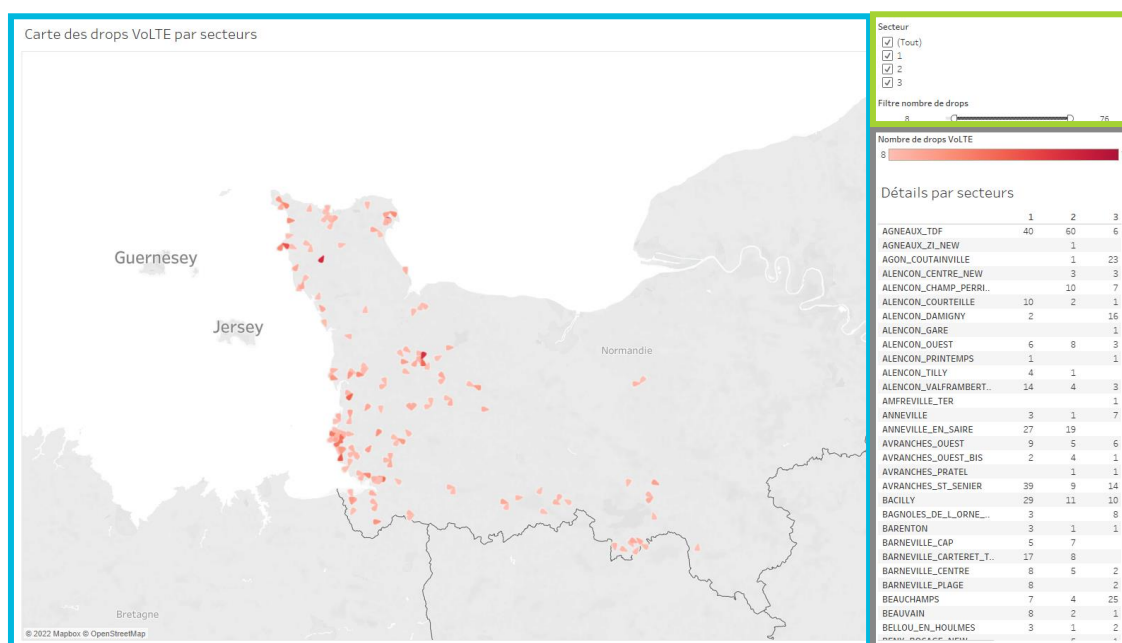 Carte des drops VoLTE par secteurs
Guernesey
Jersey
Normandie
Bretagne
© 2022 Mapbox © OpenStreetMap
Secteur
(Tout)
1
2
3
Filtre nombre de drops
8 76
Nombre de drops VoLTE
8
Détails par secteurs
1 2 3
AGNEAUX_TDF 40 60 6
AGNEAUX_ZI_NEW 1
AGON_COUTAINVILLE 1 23
ALENCON_CENTRE_NEW 3 3
ALENCON_CHAMP_PERRI.. 10 7
ALENCON_COURTEILLE 10 2 1
ALENCON_DAMIGNY 2 16
ALENCON_GARE 1
ALENCON_OUEST 6 8 3
ALENCON_PRINTEMPS 1 1
ALENCON_TILLY 4 1
ALENCON_VALFRAMBERT.. 14 4 3
AMFREVILLE_TER 1
ANNEVILLE 3 1 7
ANNEVILLE_EN_SAIRE 27 19
AVRANCHES_OUEST 9 5 6
AVRANCHES_OUEST_BIS 2 4 1
AVRANCHES_PRATEL 1 1
AVRANCHES_ST_SENIER 39 9 14
BACILLY 29 11 10
BAGNOLES_DE_L_ORNE_.. 3 8
BARENTON 3 1 1
BARNEVILLE_CAP 5 7
BARNEVILLE_CARTERET_T.. 17 8
BARNEVILLE_CENTRE 8 5 2
BARNEVILLE_PLAGE 8 2
BEAUCHAMPS 7 4 25
BEAUVAIN 8 2 1
BELLOU_EN_HOULMES 3 1 2